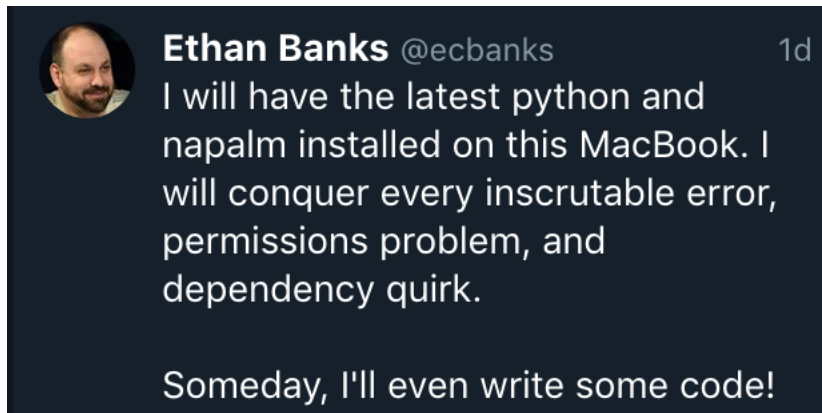 Ethan Banks @ecbanks 1d
I will have the latest python and
napalm installed on this MacBook. I
will conquer every inscrutable error,
permissions problem, and
dependency quirk.
Someday, I'll even write some code!